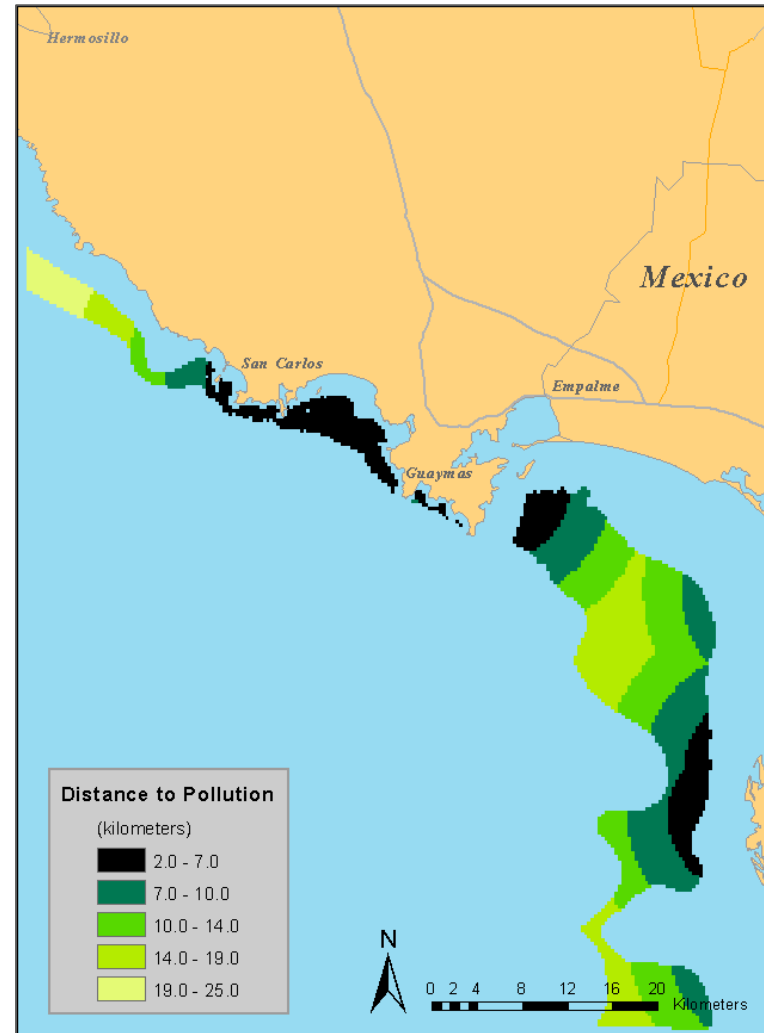 Hermosillo
Mexico
San Carlos
Empalme
Guaymas
Distance to Pollution
(kilometers)
2.0 - 7.0
7.0 - 10.0
10.0 - 14.0
14.0 - 19.0
19.0 - 25.0
N
0 2 4 8 12 16 20
Kilometers